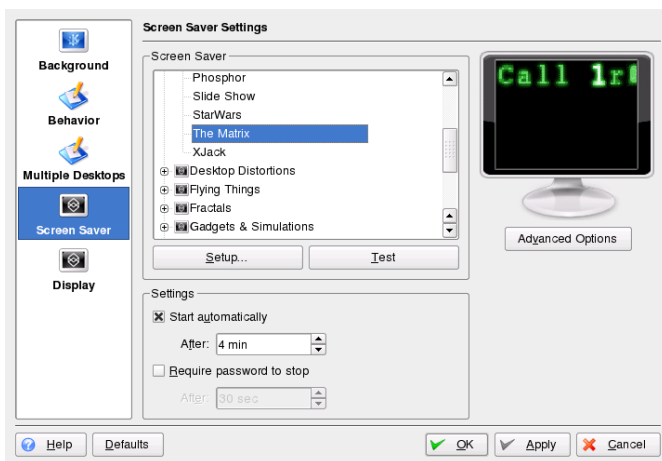 Screen Saver Settings
Background
Behavior
Multiple Desktops
Screen Saver
Display
Screen Saver
Phosphor
Slide Show
StarWars
The Matrix
XJack
Desktop Distortions
Flying Things
Fractals
Gadgets & Simulations
Setup...
Test
Call 1r
Advanced Options
Settings
Start automatically
After: 4 min
Require password to stop
After: 30 sec
Help
Defaults
OK
Apply
Cancel